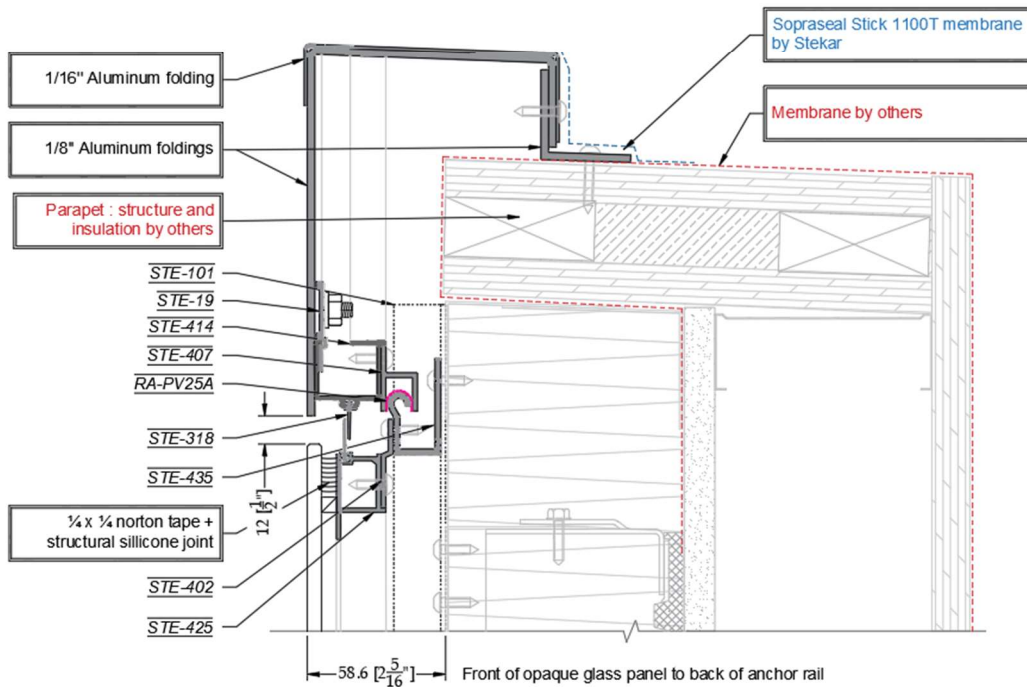 Sopraseal Stick 1100T membrane
by Stekar
1/16" Aluminum folding
Membrane by others
1/8" Aluminum foldings
Parapet : structure and
insulation by others
STE-101
STE-19
STE-414
STE-407
RA-PV25A
STE-318
STE-435
12 [1/2"]
¼ x ¼ norton tape +
structural sillicone joint
STE-402
STE-425
58.6 [2 5/16"]
Front of opaque glass panel to back of anchor rail